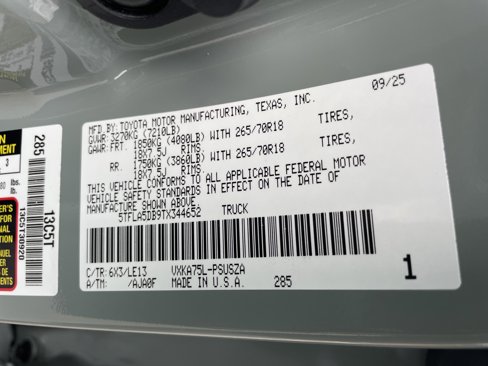 09/25
MFD.BY:TOYOTA MOTOR MANUFACTURING, TEXAS, INC.
GVWR:3270KG (7210LB)
GAWR:FRT. 1850KG (4080LB) WITH 265/70R18 TIRES,
18X7.5J RIMS.
RR. 1750KG (3860LB) WITH 265/70R18 TIRES,
18X7.5J RIMS.
THIS VEHICLE CONFORMS TO ALL APPLICABLE FEDERAL MOTOR
VEHICLE SAFETY STANDARDS IN EFFECT ON THE DATE OF
MANUFACTURE SHOWN ABOVE.
5TFLA5DB9TX344652 TRUCK
C/TR: 6X3/LE13 VXKA75L-PSUSZA
A/TM: /AJA0F MADE IN U.S.A. 285
1
285
13C5T
13C5T30920
lbs.